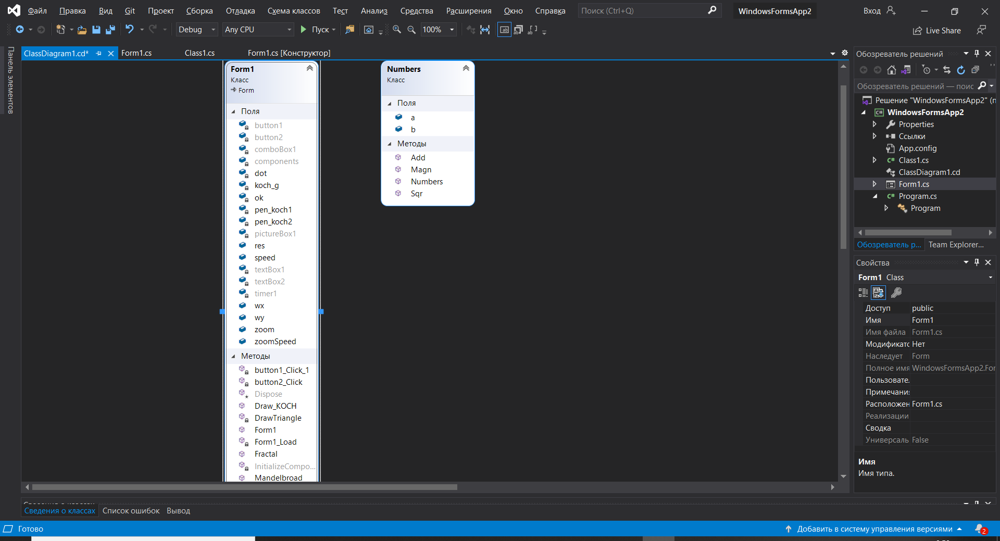 Файл Правка Вид Git Проект Сборка Отладка Схема классов Тест Анализ Средства Расширения Окно Справка Поиск (Ctrl+Q) WindowsFormsApp2 Вход
Debug Any CPU Пуск 100% Live Share
Панель элементов
ClassDiagram1.cd* Form1.cs Class1.cs Form1.cs [Конструктор]
Form1
Класс
Form
Поля
button1
button2
comboBox1
components
dot
koch_g
ok
pen_koch1
pen_koch2
pictureBox1
res
speed
textBox1
textBox2
timer1
wx
wy
zoom
zoomSpeed
Методы
button1_Click_1
button2_Click
Dispose
Draw_KOCH
DrawTriangle
Form1
Form1_Load
Fractal
InitializeCompo...
Mandelbroad
Numbers
Класс
Поля
a
b
Методы
Add
Magn
Numbers
Sqr
Обозреватель решений
Обозреватель решений — поис
Решение "WindowsFormsApp2" (п
WindowsFormsApp2
Properties
Ссылки
App.config
Class1.cs
ClassDiagram1.cd
Form1.cs
Program.cs
Program
Обозреватель р... Team Explorer...
Свойства
Form1 Class
Доступ public
Имя Form1
Имя файла Form1.cs
Модификатс Нет
Наследует Form
Полное имя WindowsFormsApp2.For
Пользовате.
Примечани
Расположен Form1.cs
Реализации
Сводка
Универсаль False
Имя
Имя типа.
Сведения о классах
Сведения о классах Список ошибок Вывод
Готово Добавить в систему управления версиями 2